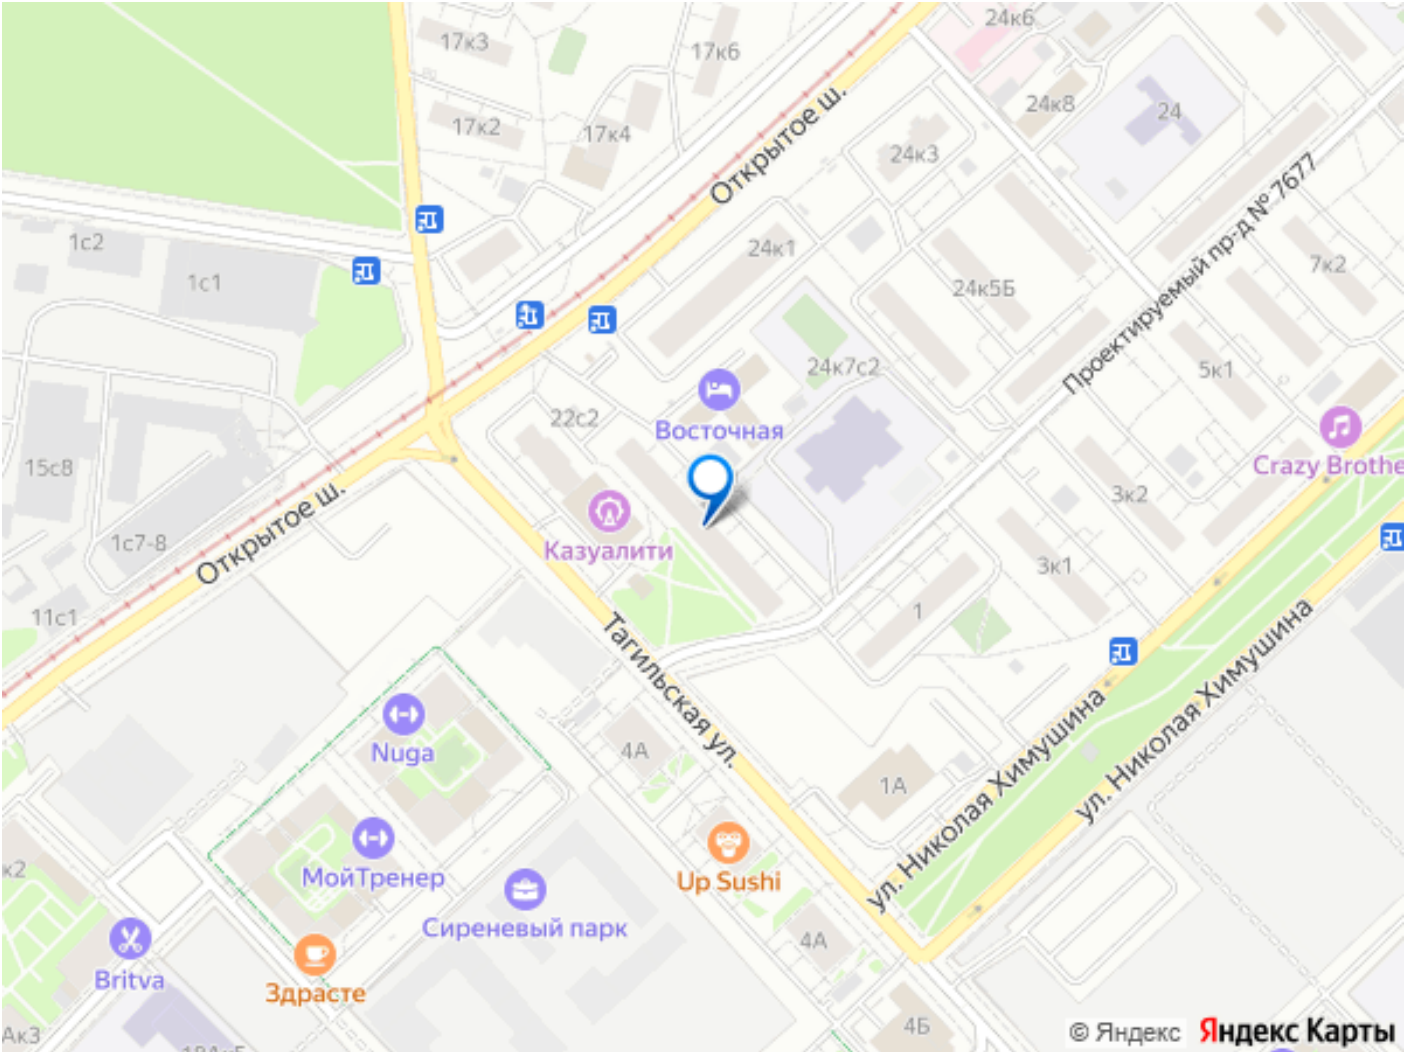 24к6
17к3
17к6
24к8
24
17к2
17к4
Открытое ш.
24к3
Проектируемый пр-д № 7677
1с2
24к1
7к2
1с1
24к5Б
24к7с2
5к1
22с2
Восточная
Crazy Brothe
15с8
3к2
Открытое ш.
1с7-8
Казуалити
3к1
11с1
1
Тагильская ул.
ул. Николая Химушина
ул. Николая Химушина
Nuga
4А
1А
к2
МойТренер
Up Sushi
Сиреневый парк
4А
Britva
Здрасте
4Б
Ак3
© Яндекс Яндекс Карты